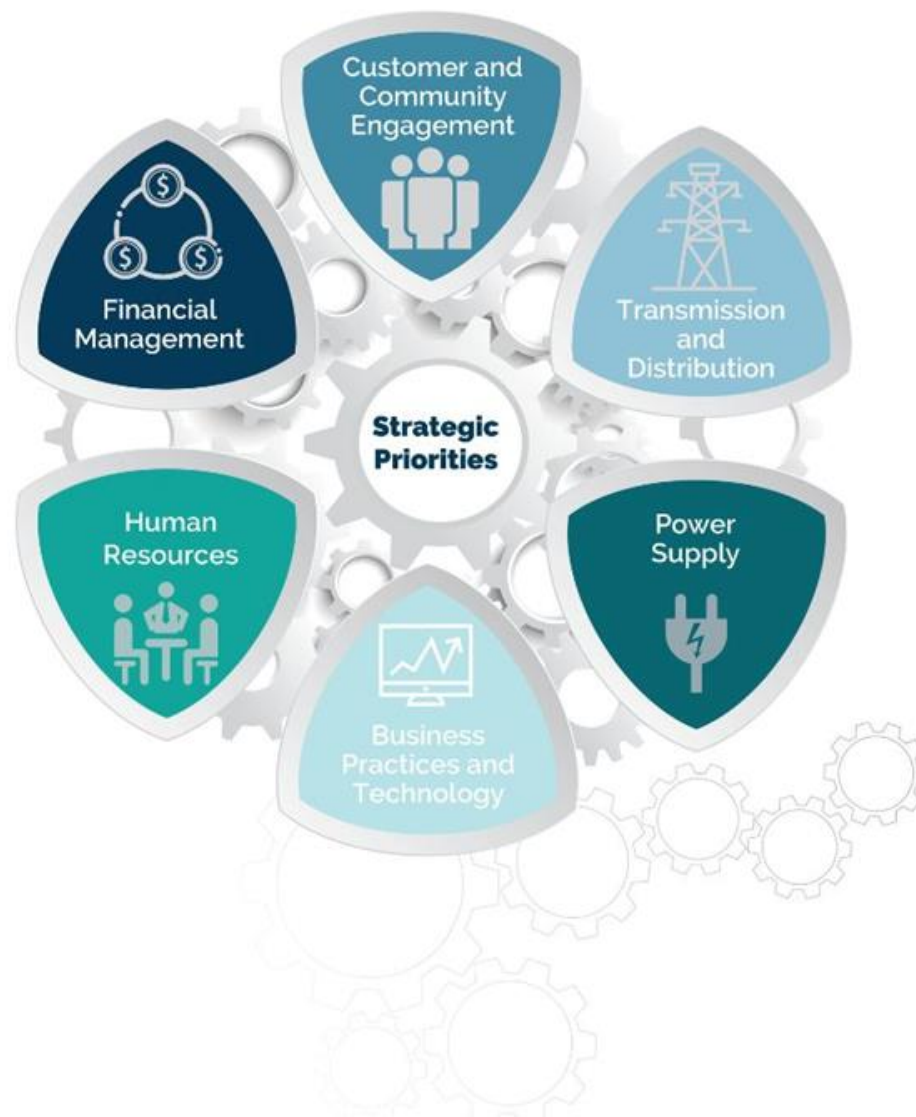 Customer and
Community
Engagement
Financial
Management
Transmission
and
Distribution
Strategic
Priorities
Human
Resources
Power
Supply
Business
Practices and
Technology
$
$
$